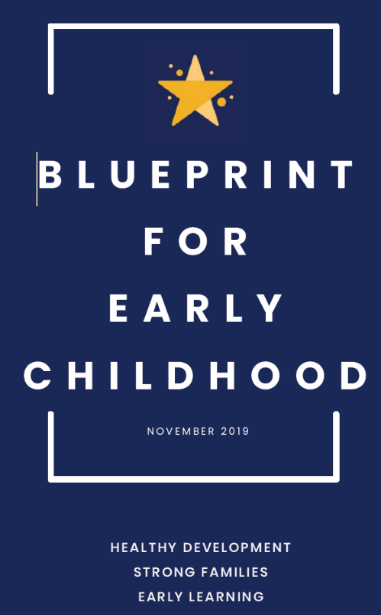 BLUEPRINT
FOR
EARLY
CHILDHOOD
NOVEMBER 2019
HEALTHY DEVELOPMENT
STRONG FAMILIES
EARLY LEARNING